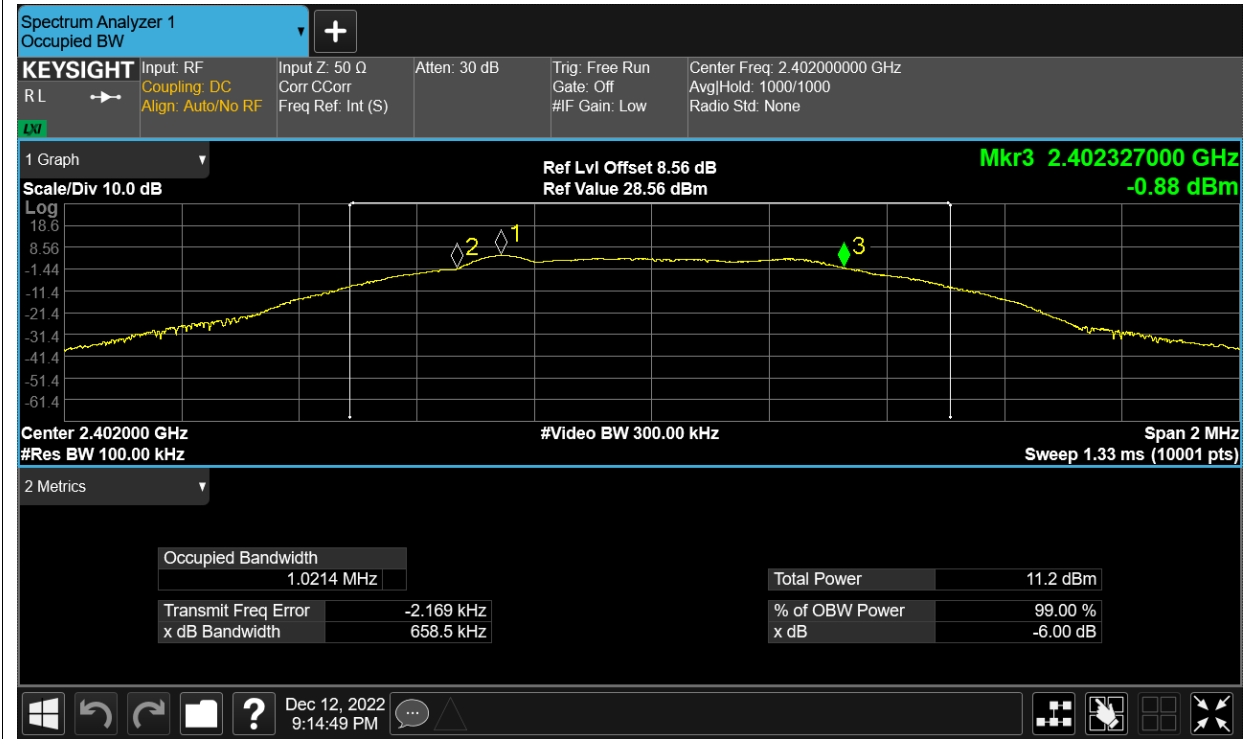 Spectrum Analyzer 1
Occupied BW
KEYSIGHT
R L
LXI
Input: RF
Coupling: DC
Align: Auto/No RF
Input Z: 50 Ω
Corr CCorr
Freq Ref: Int (S)
Atten: 30 dB
Trig: Free Run
Gate: Off
#IF Gain: Low
Center Freq: 2.402000000 GHz
Avg|Hold: 1000/1000
Radio Std: None
1 Graph
Scale/Div 10.0 dB
Ref Lvl Offset 8.56 dB
Ref Value 28.56 dBm
Mkr3 2.402327000 GHz
-0.88 dBm
Log
18.6
8.56
-1.44
-11.4
-21.4
-31.4
-41.4
-51.4
-61.4
2
1
3
Center 2.402000 GHz
#Video BW 300.00 kHz
Span 2 MHz
#Res BW 100.00 kHz
Sweep 1.33 ms (10001 pts)
2 Metrics
Occupied Bandwidth
1.0214 MHz
Total Power 11.2 dBm
Transmit Freq Error -2.169 kHz
% of OBW Power 99.00 %
x dB Bandwidth 658.5 kHz
x dB -6.00 dB
?
Dec 12, 2022
9:14:49 PM